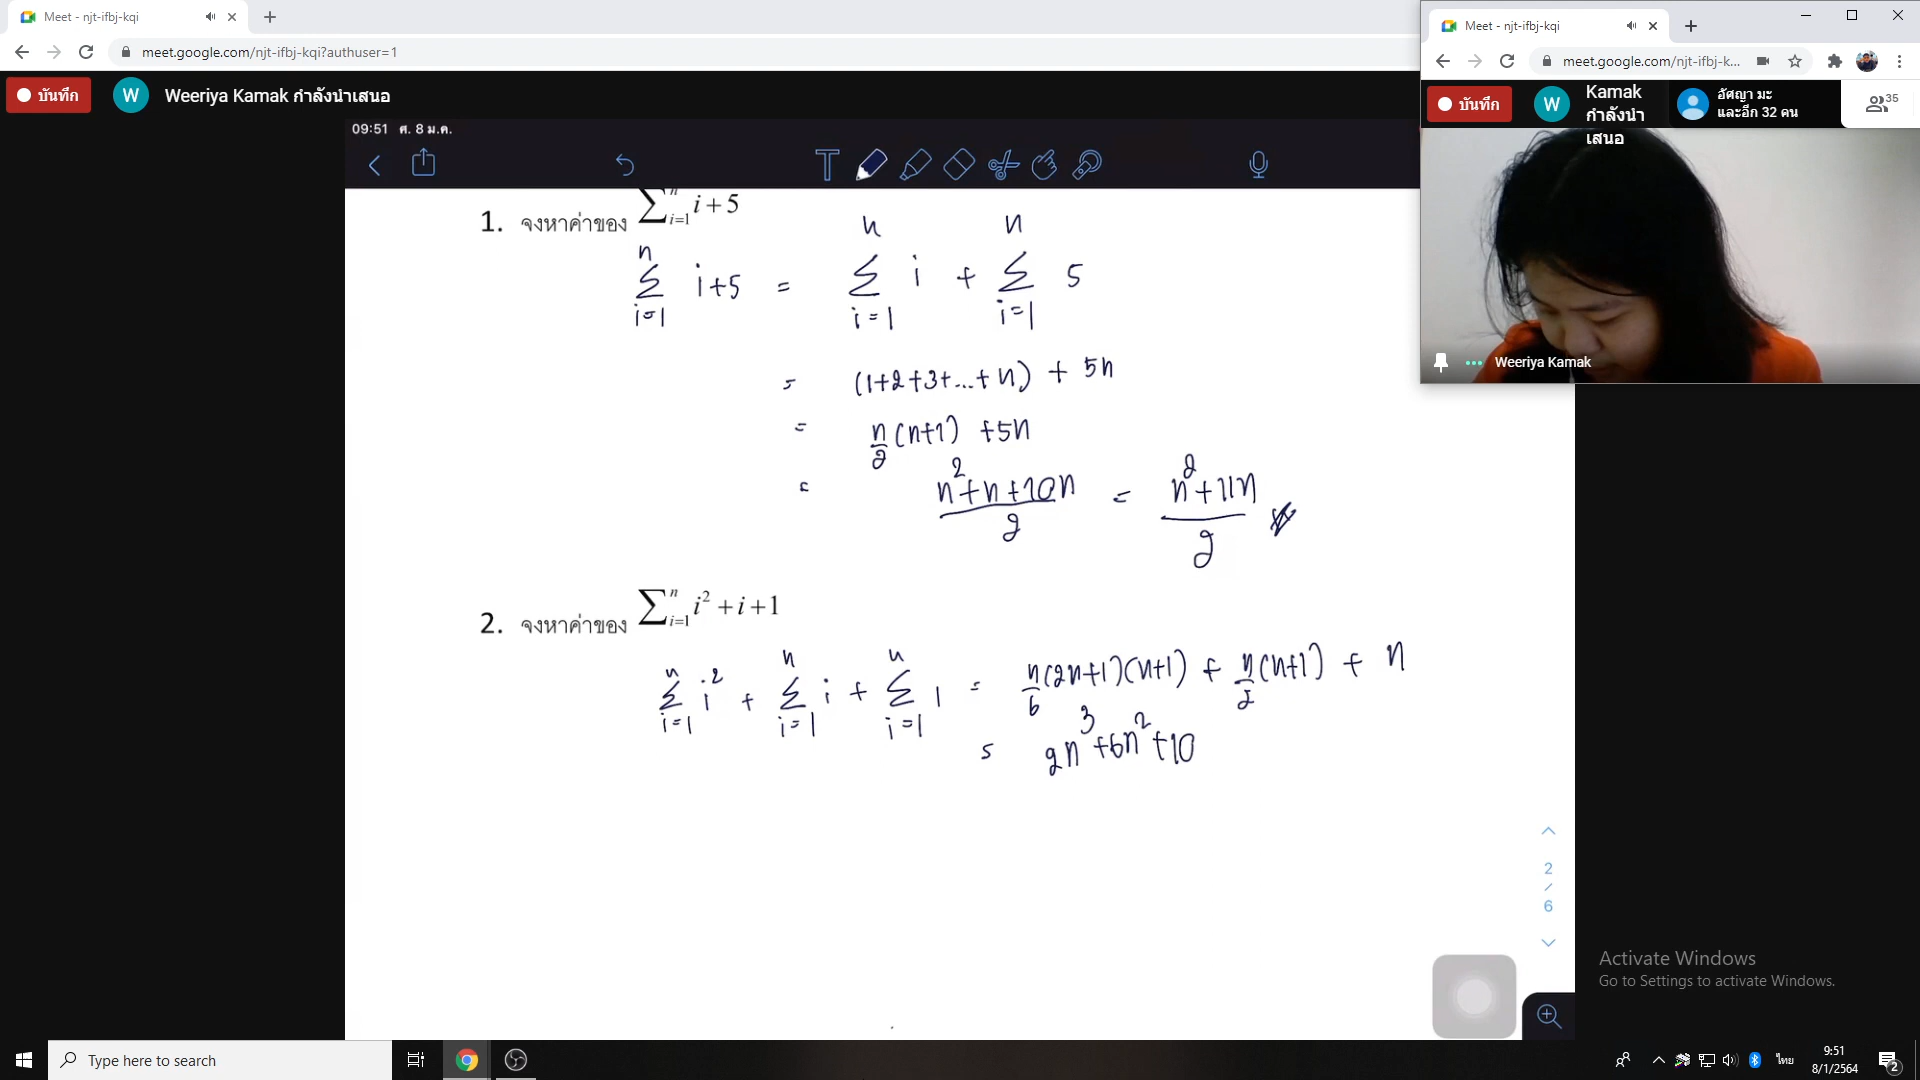 Meet - njt-ifbj-kqi
meet.google.com/njt-ifbj-kqi?authuser=1
บันทึก
W
Weeriya Kamak กำลังนำเสนอ
Meet - njt-ifbj-kqi
meet.google.com/njt-ifbj-k...
บันทึก
W
Kamak
กำลังนำ
เสนอ
อัศญา มะ
และอีก 32 คน
35
Weeriya Kamak
09:51 ศ. 8 ม.ค.
1. จงหาค่าของ ∑ⁿᵢ₌₁ i + 5
∑ⁿᵢ₌₁ i+5 = ∑ⁿᵢ₌₁ i + ∑ⁿᵢ₌₁ 5
= (1+2+3+...+n) + 5n
= n/2 (n+1) + 5n
= (n²+n+10n)/2 = (n²+11n)/2
2. จงหาค่าของ ∑ⁿᵢ₌₁ i² + i + 1
∑ⁿᵢ₌₁ i² + ∑ⁿᵢ₌₁ i + ∑ⁿᵢ₌₁ 1 = n/6 (2n+1)(n+1) + n/2 (n+1) + n
= 2n³+6n²+10
2
/
6
Activate Windows
Go to Settings to activate Windows.
Type here to search
ไทย
9:51
8/1/2564
2